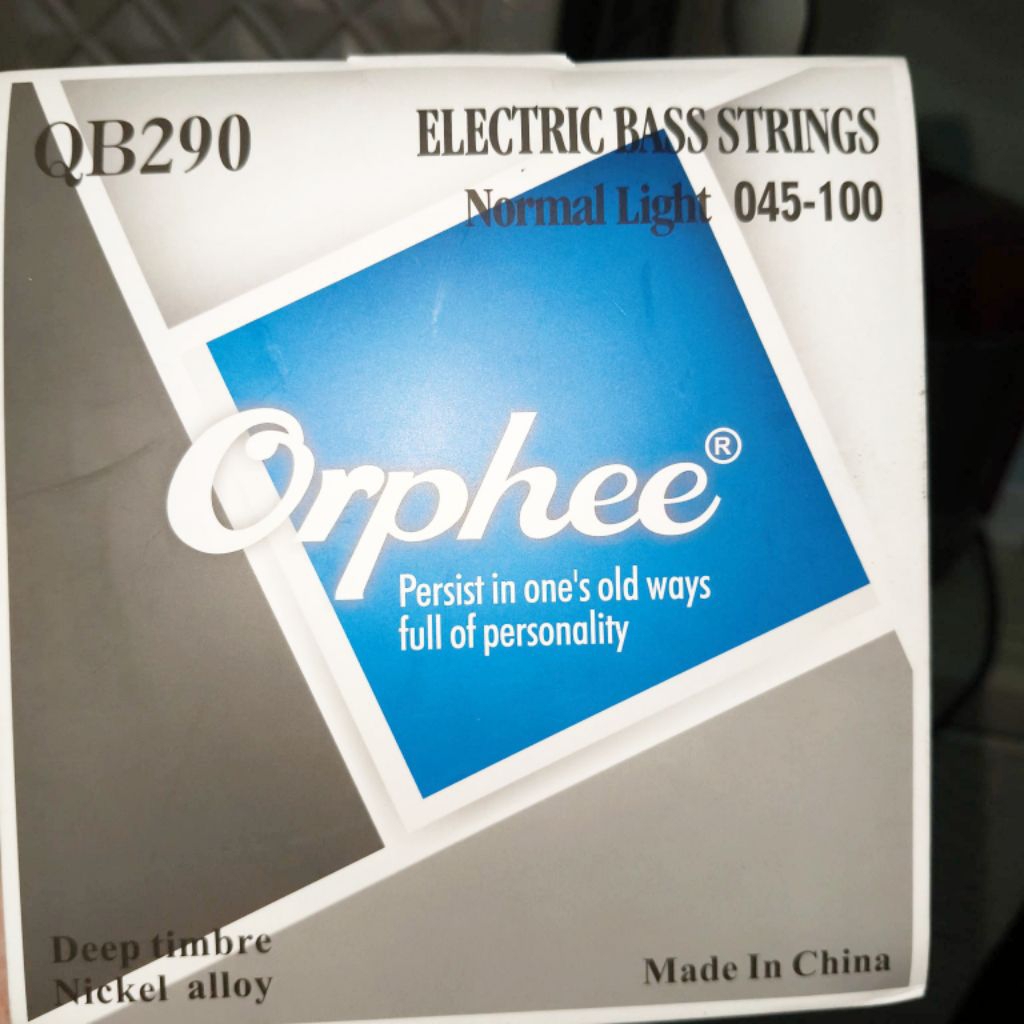 QB290
ELECTRIC BASS STRINGS
Normal Light 045-100
Orphee®
Persist in one's old ways
full of personality
Deep timbre
Nickel alloy
Made In China